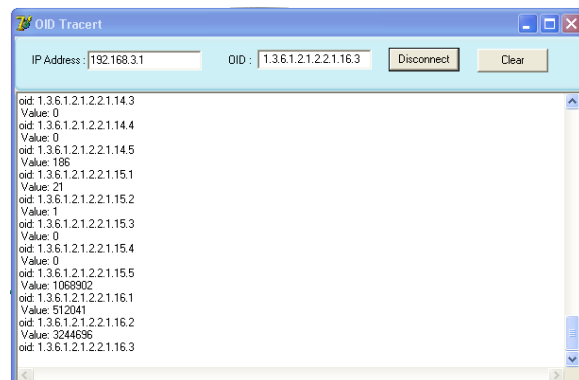 OID Tracert
IP Address : 192.168.3.1 OID : 1.3.6.1.2.1.2.2.1.16.3 Disconnect Clear
oid: 1.3.6.1.2.1.2.2.1.14.3
Value: 0
oid: 1.3.6.1.2.1.2.2.1.14.4
Value: 0
oid: 1.3.6.1.2.1.2.2.1.14.5
Value: 186
oid: 1.3.6.1.2.1.2.2.1.15.1
Value: 21
oid: 1.3.6.1.2.1.2.2.1.15.2
Value: 1
oid: 1.3.6.1.2.1.2.2.1.15.3
Value: 0
oid: 1.3.6.1.2.1.2.2.1.15.4
Value: 0
oid: 1.3.6.1.2.1.2.2.1.15.5
Value: 1068902
oid: 1.3.6.1.2.1.2.2.1.16.1
Value: 512041
oid: 1.3.6.1.2.1.2.2.1.16.2
Value: 3244696
oid: 1.3.6.1.2.1.2.2.1.16.3